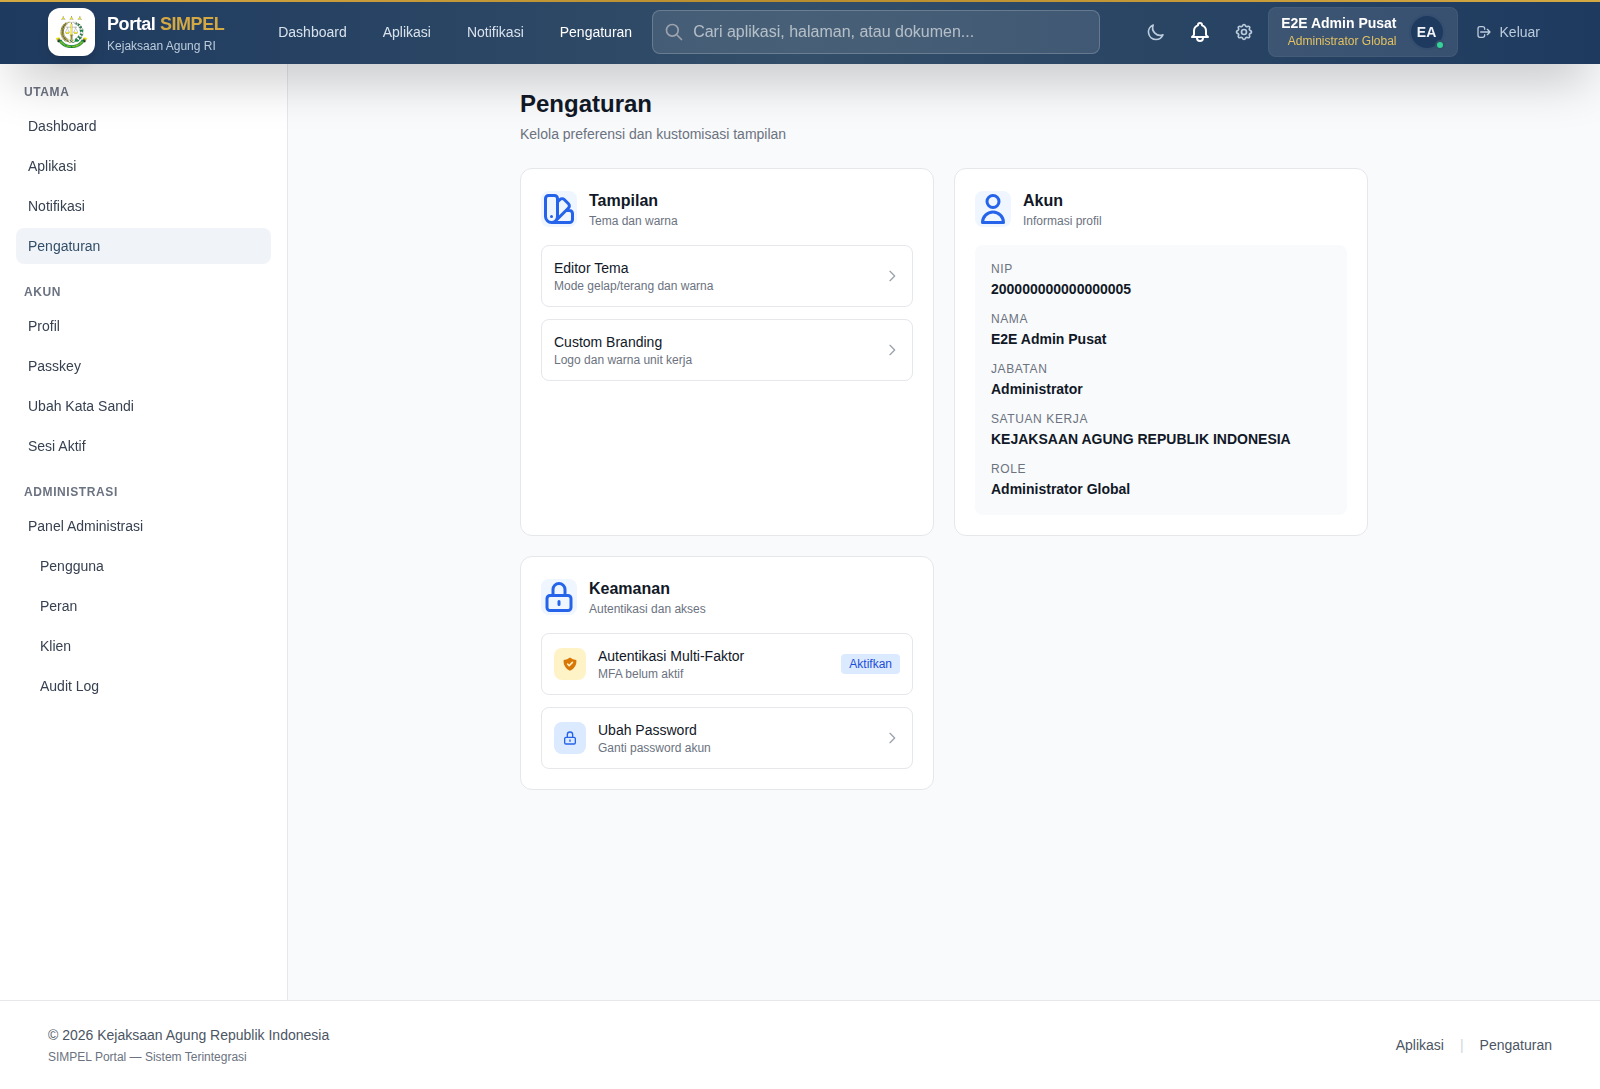 Portal SIMPEL
Kejaksaan Agung RI
Dashboard
Aplikasi
Notifikasi
Pengaturan
Cari aplikasi, halaman, atau dokumen...
E2E Admin Pusat
Administrator Global
EA
Keluar
UTAMA
Dashboard
Aplikasi
Notifikasi
Pengaturan
AKUN
Profil
Passkey
Ubah Kata Sandi
Sesi Aktif
ADMINISTRASI
Panel Administrasi
Pengguna
Peran
Klien
Audit Log
Pengaturan
Kelola preferensi dan kustomisasi tampilan
Tampilan
Tema dan warna
Editor Tema
Mode gelap/terang dan warna
Custom Branding
Logo dan warna unit kerja
Akun
Informasi profil
NIP
200000000000000005
NAMA
E2E Admin Pusat
JABATAN
Administrator
SATUAN KERJA
KEJAKSAAN AGUNG REPUBLIK INDONESIA
ROLE
Administrator Global
Keamanan
Autentikasi dan akses
Autentikasi Multi-Faktor
MFA belum aktif
Aktifkan
Ubah Password
Ganti password akun
© 2026 Kejaksaan Agung Republik Indonesia
SIMPEL Portal — Sistem Terintegrasi
Aplikasi | Pengaturan